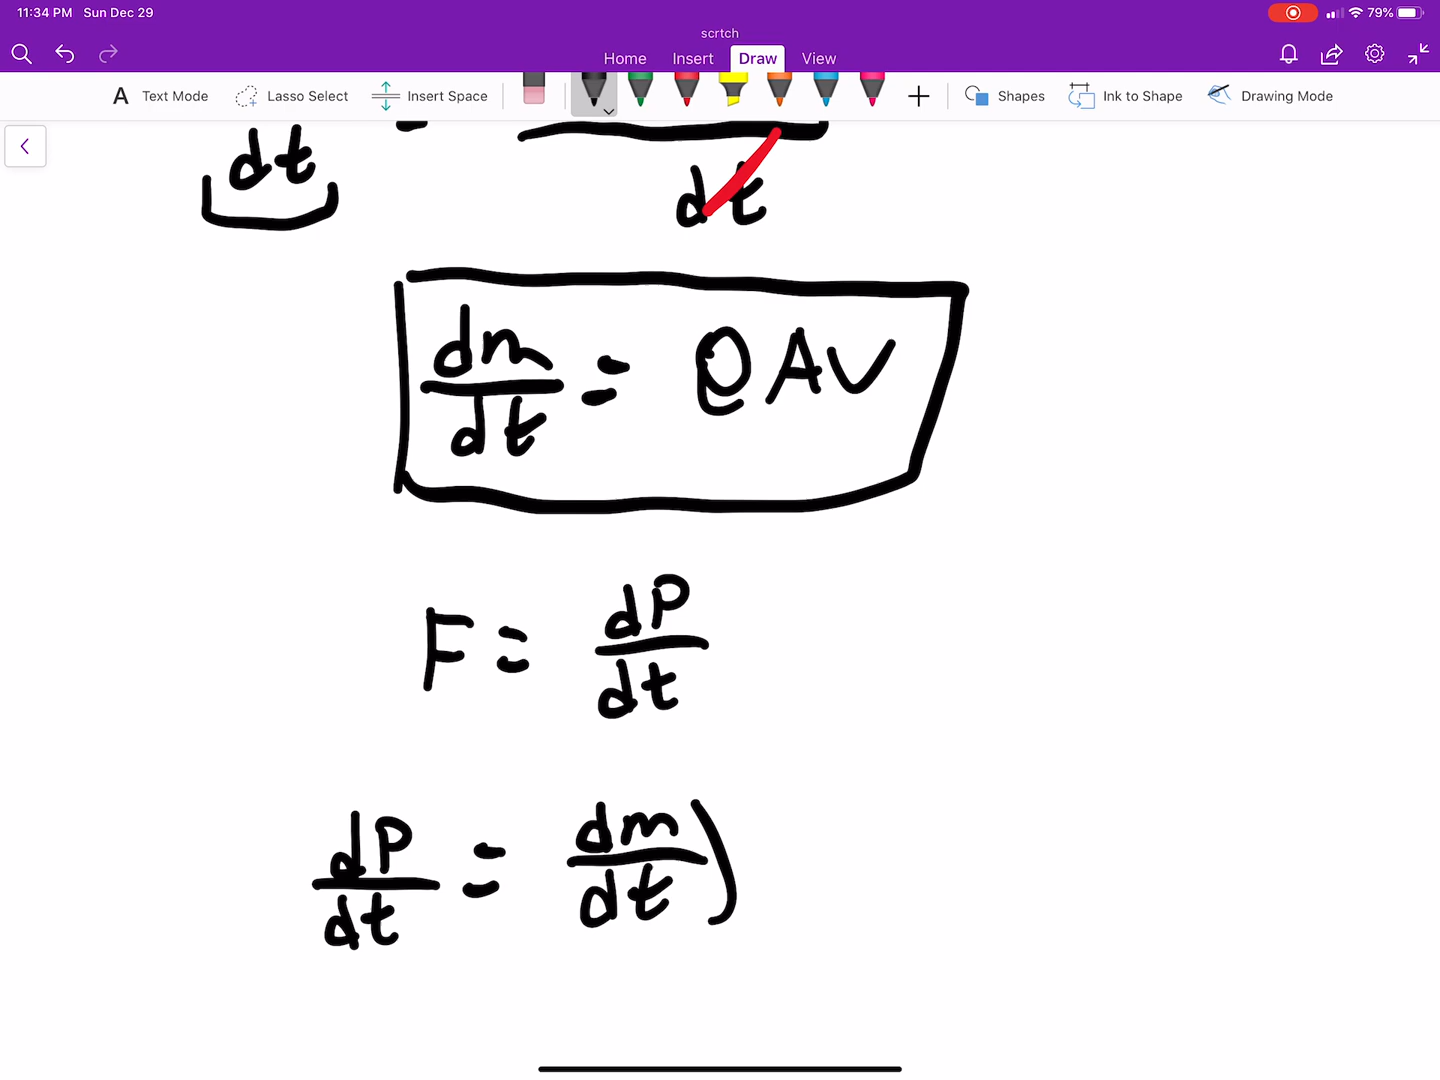 11:34 PM Sun Dec 29
79%
scrtch
Home Insert Draw View
A Text Mode Lasso Select Insert Space Shapes Ink to Shape Drawing Mode
dt =
dt
dm/dt = ρAV
F = dP/dt
dP/dt = dm/dt)